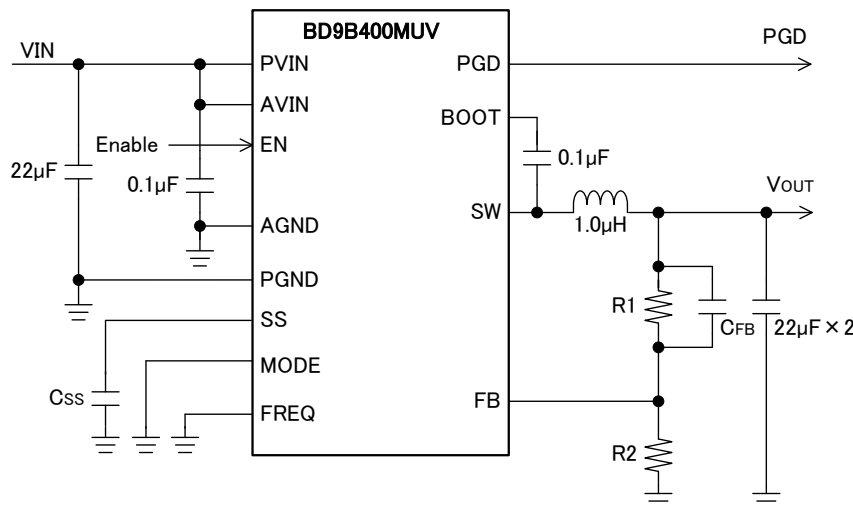 BD9B400MUV
VIN
PVIN
PGD
PGD
AVIN
BOOT
Enable
EN
22μF
0.1μF
0.1μF
SW
VOUT
1.0μH
AGND
PGND
SS
R1
CFB
22μF×2
MODE
CSS
FB
FREQ
R2